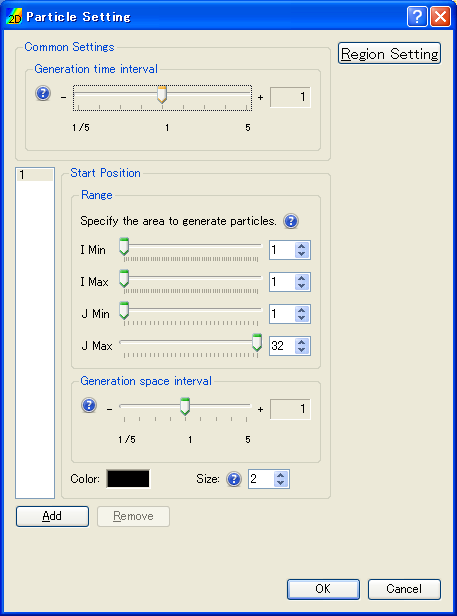 2D Particle Setting
Common Settings
Region Setting
Generation time interval
? - + 1
1/5 1 5
1
Start Position
Range
Specify the area to generate particles. ?
I Min 1
I Max 1
J Min 1
J Max 32
Generation space interval
? - + 1
1/5 1 5
Color: Size: ? 2
Add Remove
OK Cancel